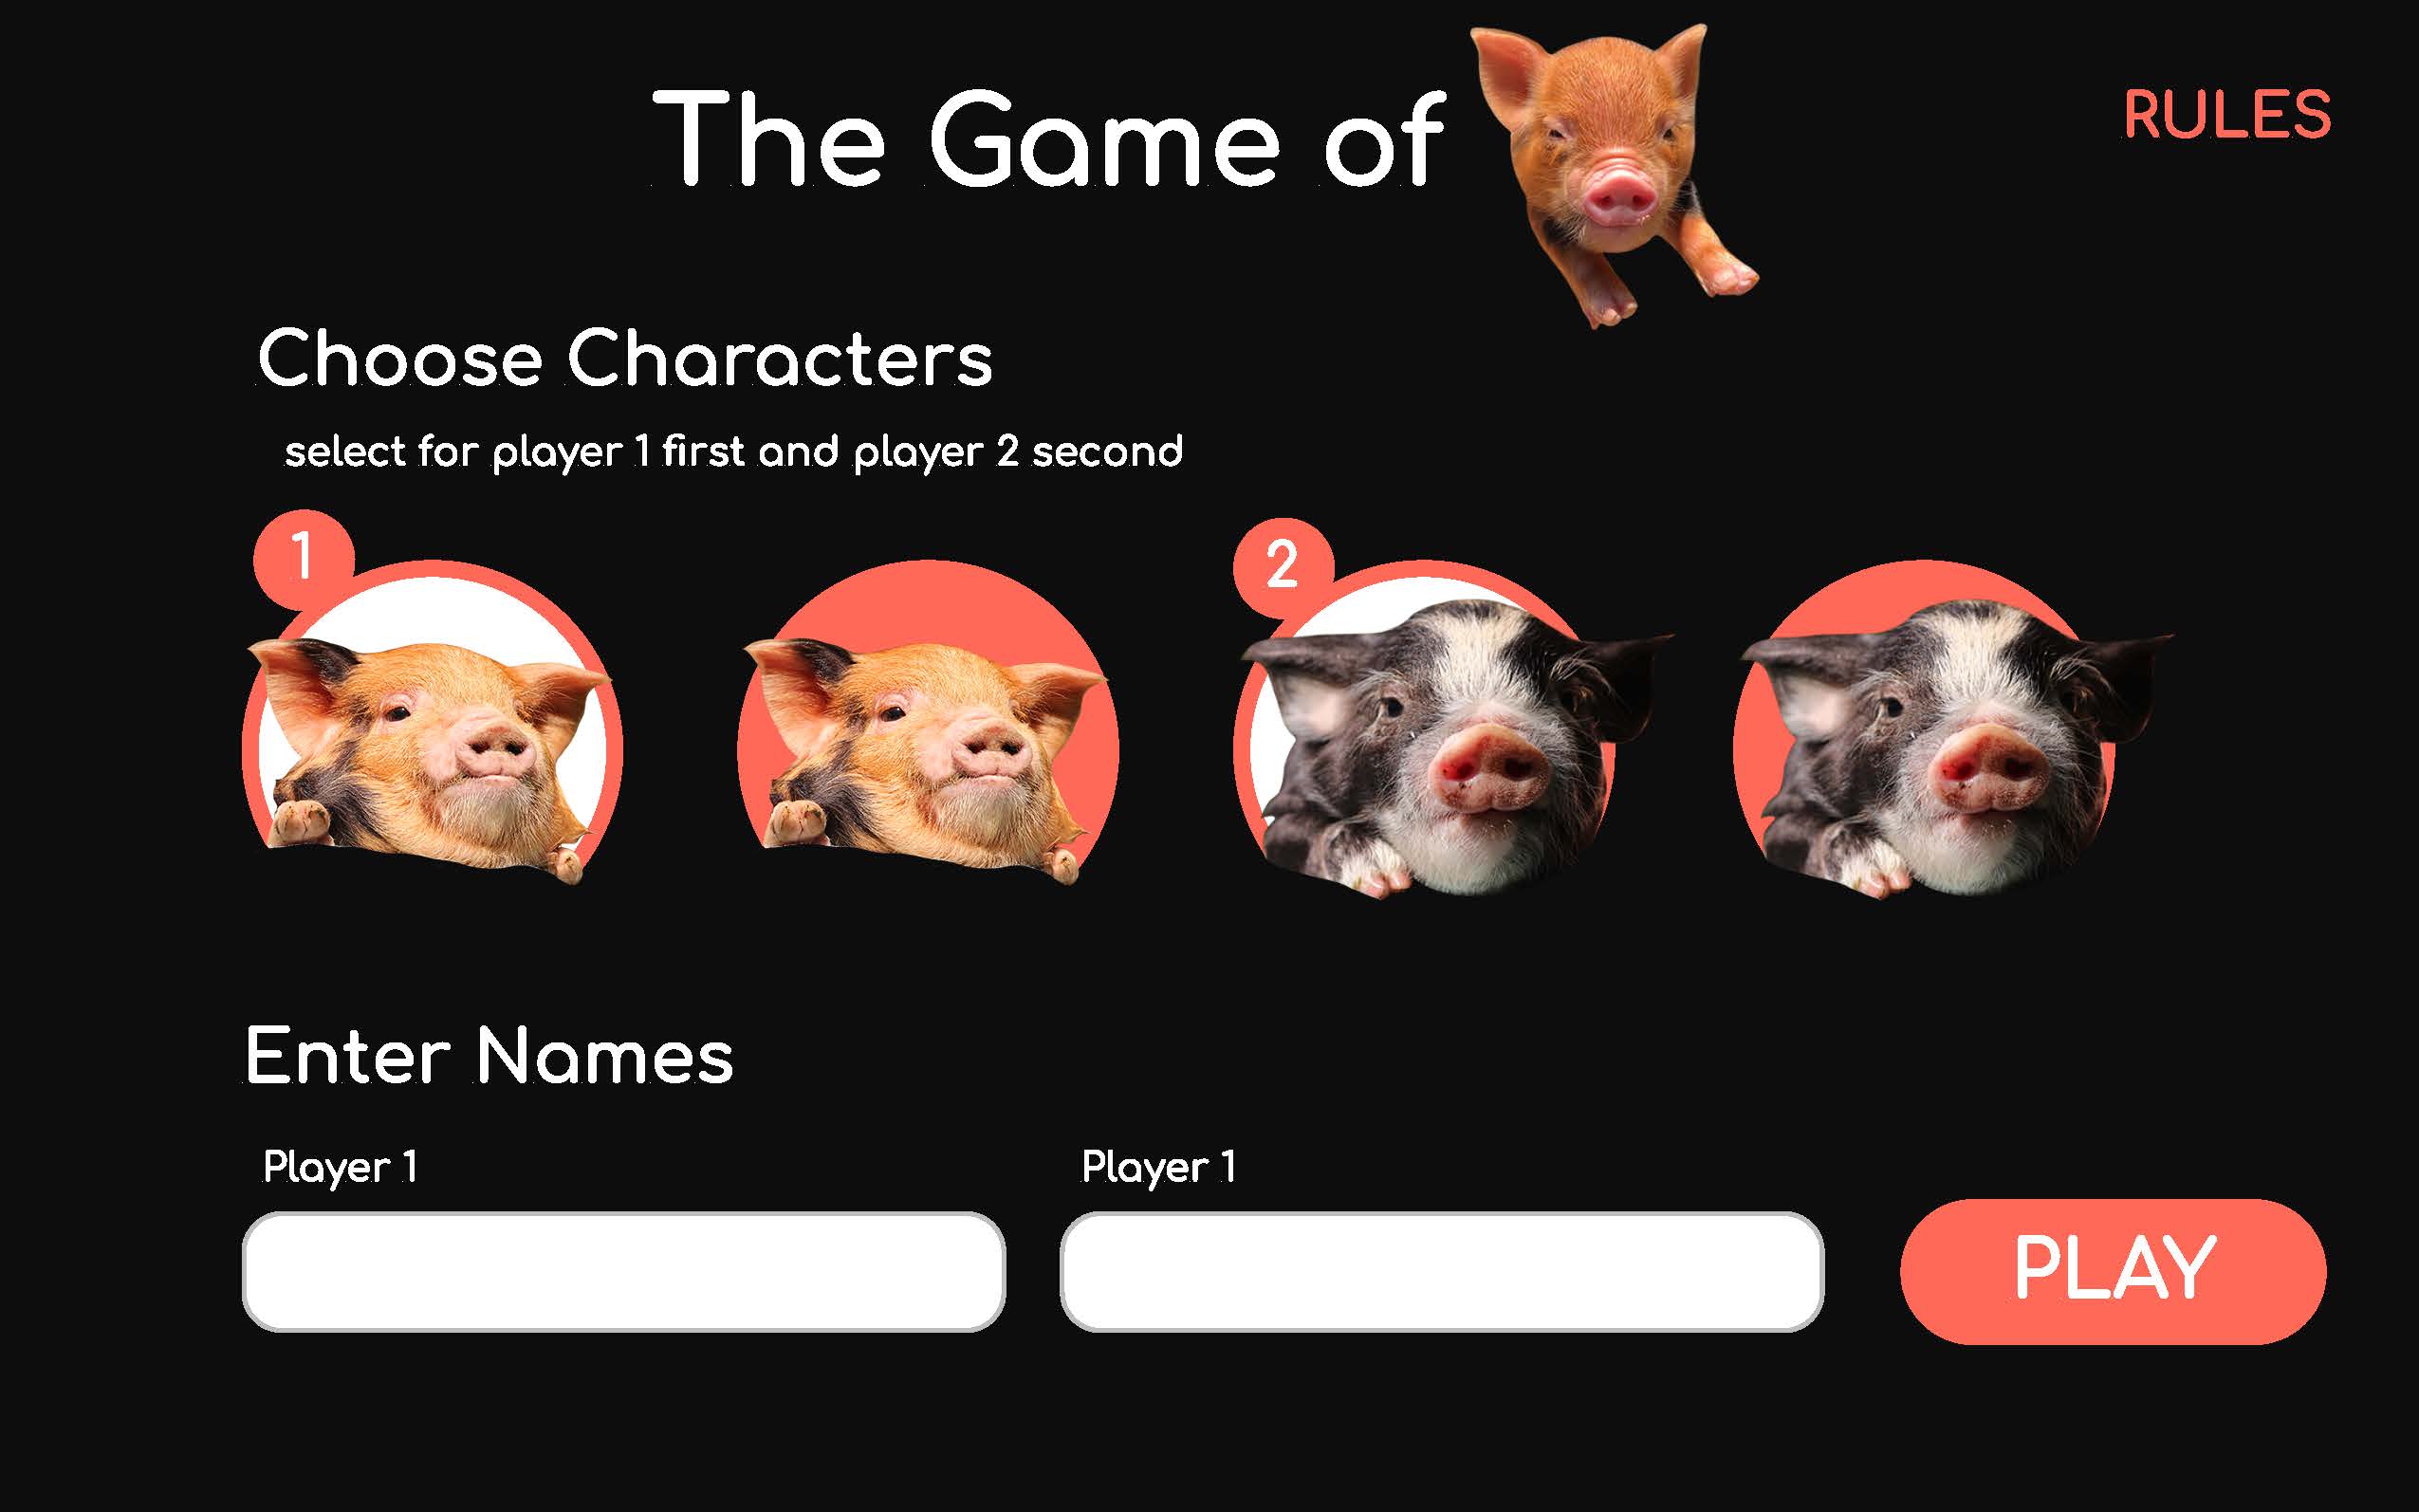 The Game of
RULES
Choose Characters
select for player 1 first and player 2 second
1
2
Enter Names
Player 1
Player 1
PLAY